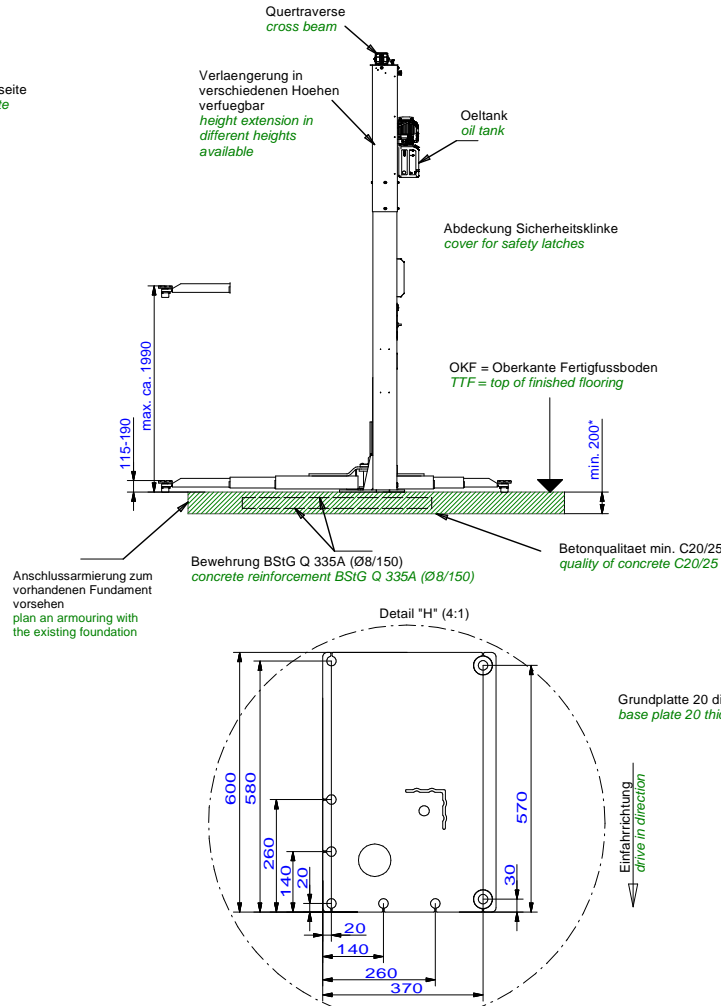 Quertraverse
cross beam
seite
te
Verlaengerung in
verschiedenen Hoehen
verfuegbar
height extension in
different heights
available
Oeltank
oil tank
Abdeckung Sicherheitsklinke
cover for safety latches
max. ca. 1990
115-190
OKF = Oberkante Fertigfussboden
TTF = top of finished flooring
min. 200*
Bewehrung BStG Q 335A (Ø8/150)
concrete reinforcement BStG Q 335A (Ø8/150)
Betonqualitaet min. C20/25
quality of concrete C20/25
Anschlussarmierung zum
vorhandenen Fundament
vorsehen
plan an armouring with
the existing foundation
Detail "H" (4:1)
Grundplatte 20 di
base plate 20 thic
600
580
260
140
20
570
30
Einfahrrichtung
drive in direction
20
140
260
370